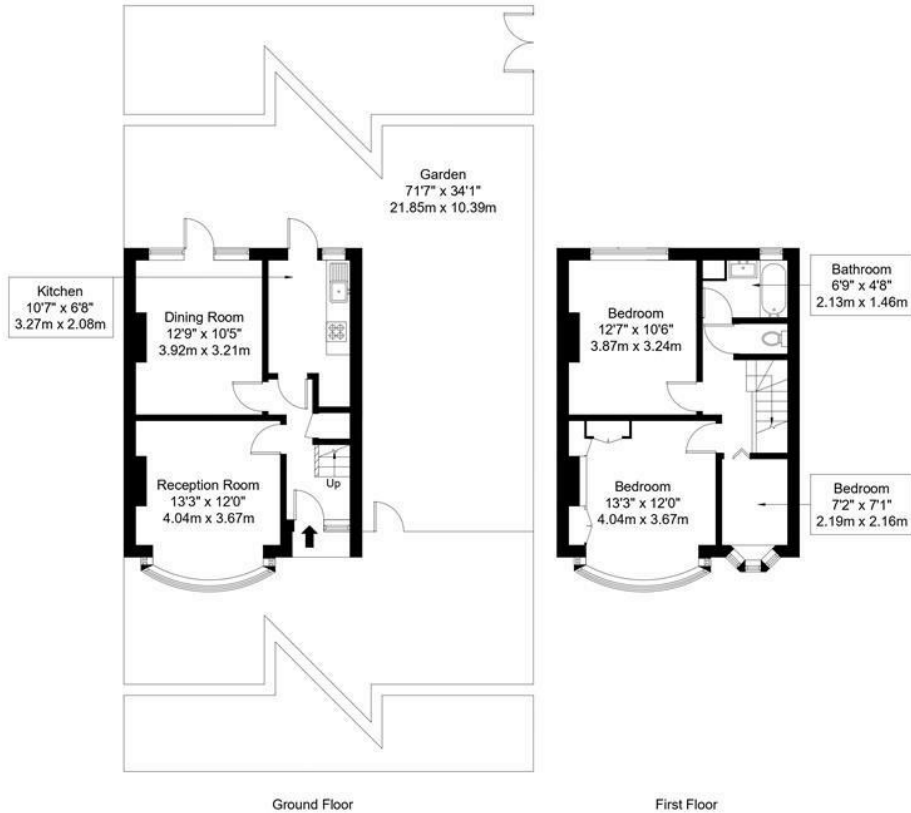 Garden
71'7" x 34'1"
21.85m x 10.39m
Kitchen
10'7" x 6'8"
3.27m x 2.08m
Dining Room
12'9" x 10'5"
3.92m x 3.21m
Reception Room
13'3" x 12'0"
4.04m x 3.67m
Up
Bedroom
12'7" x 10'6"
3.87m x 3.24m
Bathroom
6'9" x 4'8"
2.13m x 1.46m
Bedroom
13'3" x 12'0"
4.04m x 3.67m
Bedroom
7'2" x 7'1"
2.19m x 2.16m
Ground Floor
First Floor